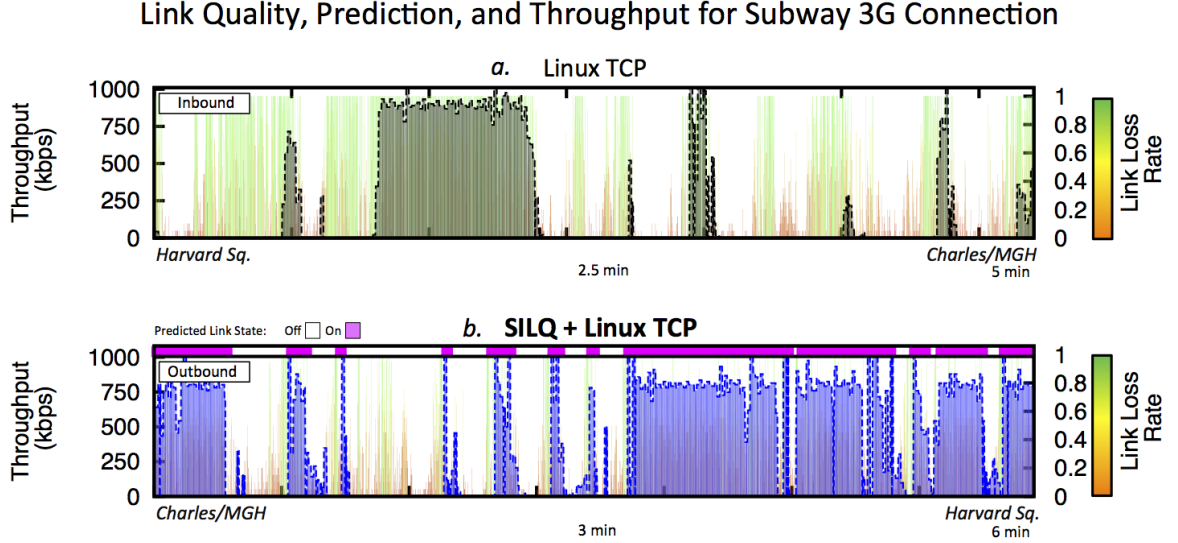 Link Quality, Prediction, and Throughput for Subway 3G Connection
a. Linux TCP
Throughput
(kbps)
1000
750
500
250
0
Inbound
1
0.8
0.6
0.4
0.2
0
Link Loss
Rate
Harvard Sq.
Charles/MGH
2.5 min
5 min
Predicted Link State: Off On
b. SILQ + Linux TCP
Throughput
(kbps)
1000
750
500
250
0
Outbound
1
0.8
0.6
0.4
0.2
0
Link Loss
Rate
Charles/MGH
Harvard Sq.
3 min
6 min